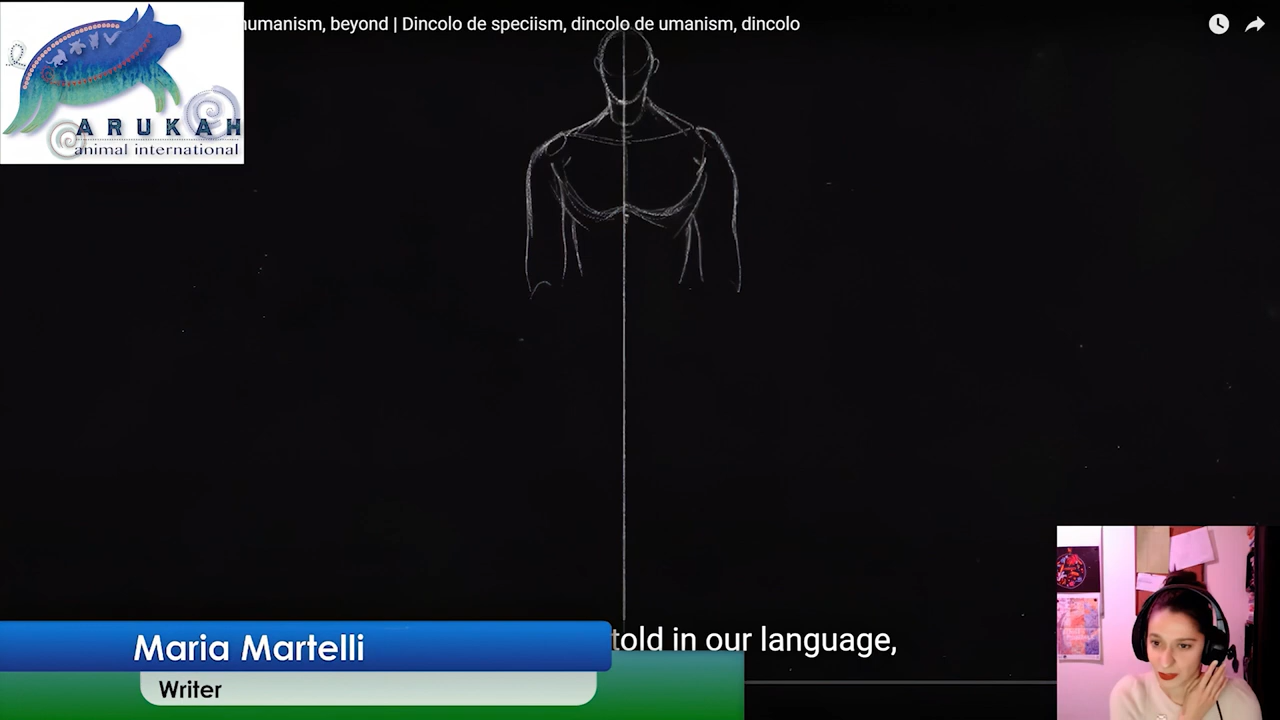 humanism, beyond | Dincolo de speciism, dincolo de umanism, dincolo
ARUKAH
animal international
told in our language,
Maria Martelli
Writer